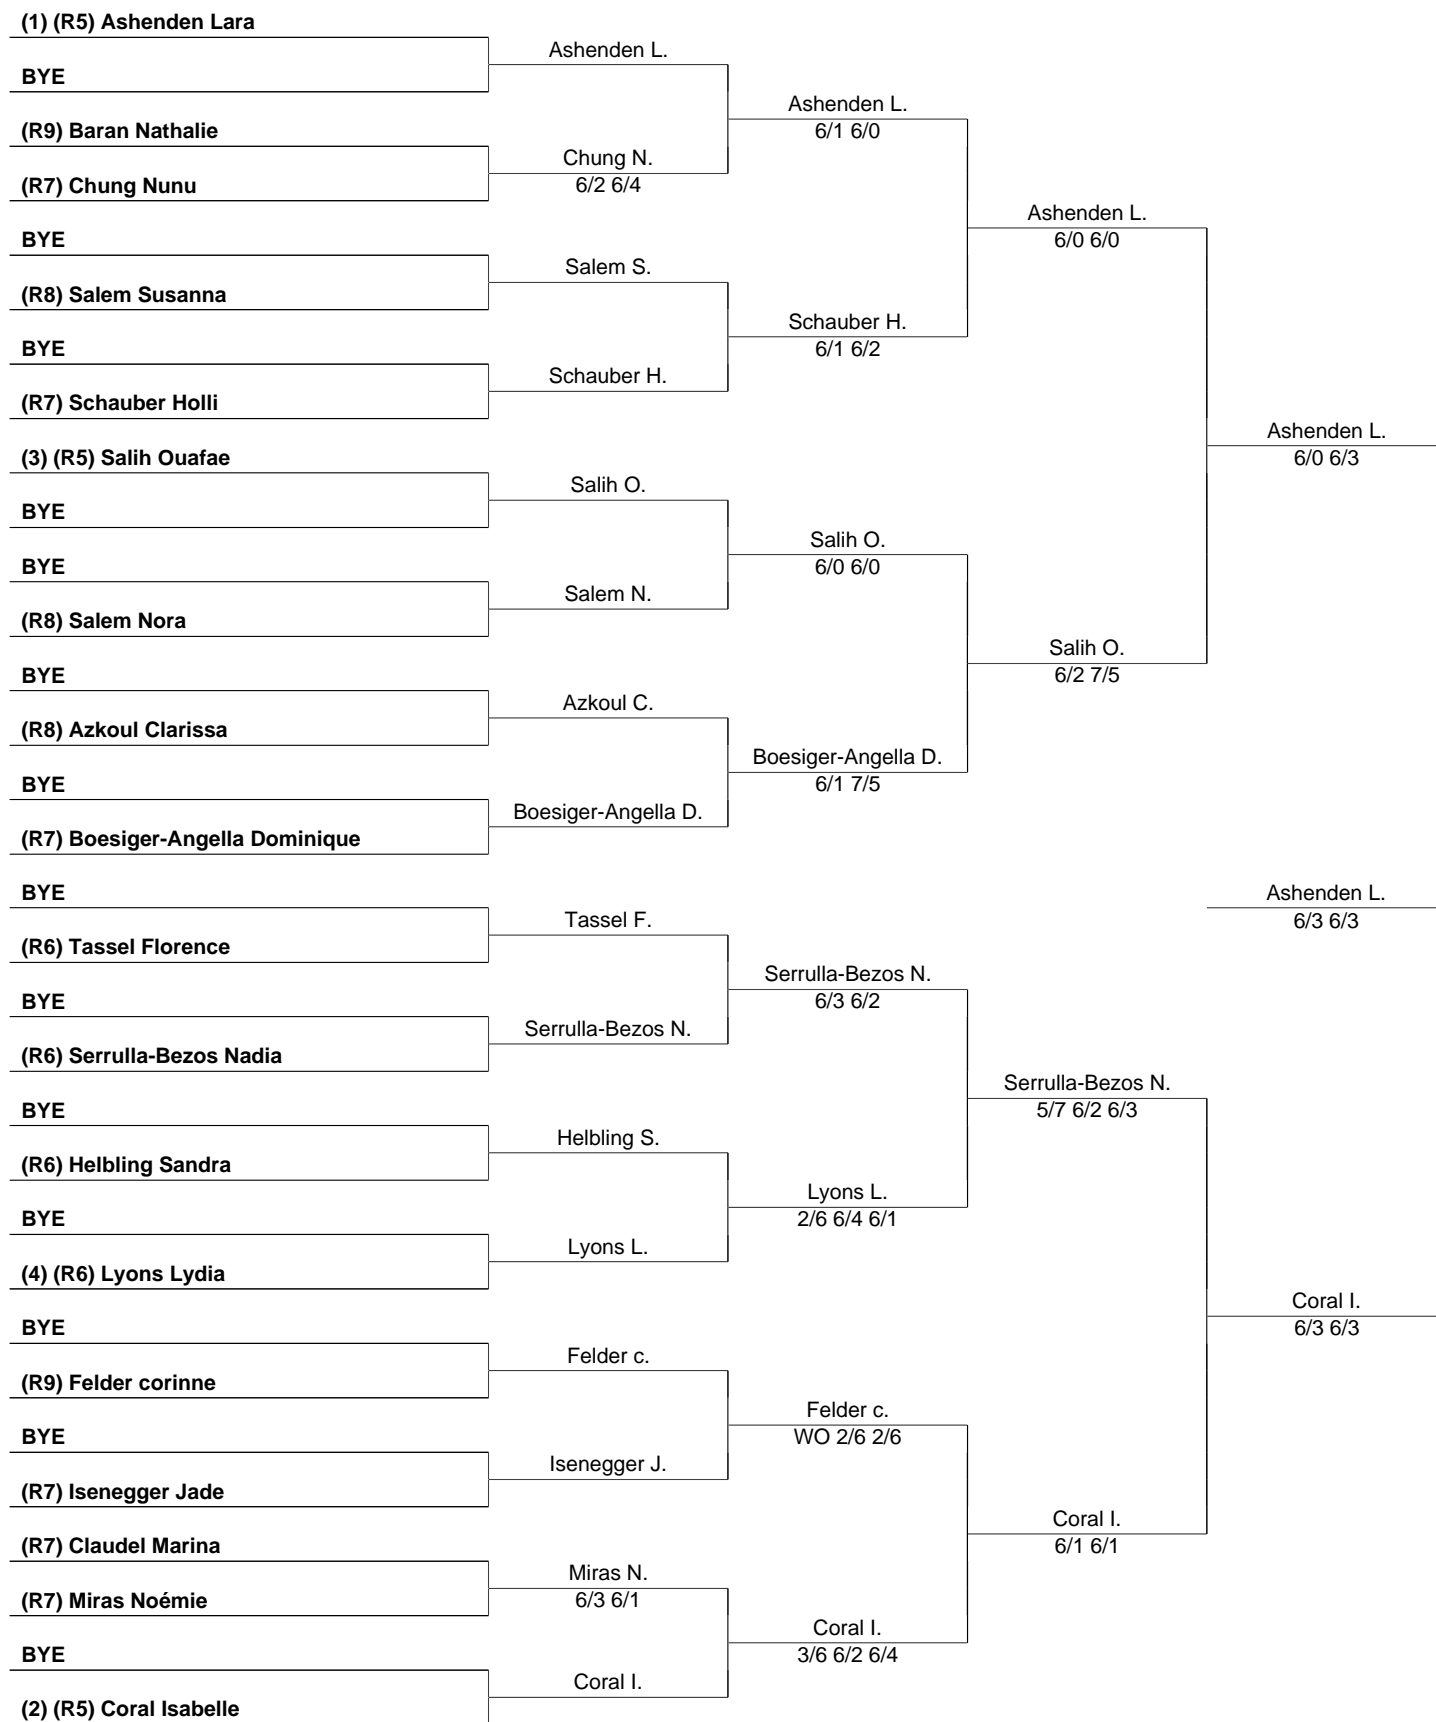 (1) (R5) Ashenden Lara
BYE
(R9) Baran Nathalie
(R7) Chung Nunu
BYE
(R8) Salem Susanna
BYE
(R7) Schauber Holli
(3) (R5) Salih Ouafae
BYE
BYE
(R8) Salem Nora
BYE
(R8) Azkoul Clarissa
BYE
(R7) Boesiger-Angella Dominique
BYE
(R6) Tassel Florence
BYE
(R6) Serrulla-Bezos Nadia
BYE
(R6) Helbling Sandra
BYE
(4) (R6) Lyons Lydia
BYE
(R9) Felder corinne
BYE
(R7) Isenegger Jade
(R7) Claudel Marina
(R7) Miras Noémie
BYE
(2) (R5) Coral Isabelle
Ashenden L.
Chung N.
6/2 6/4
Salem S.
Schauber H.
Salih O.
Salem N.
Azkoul C.
Boesiger-Angella D.
Tassel F.
Serrulla-Bezos N.
Helbling S.
Lyons L.
Felder c.
Isenegger J.
Miras N.
6/3 6/1
Coral I.
Ashenden L.
6/1 6/0
Schauber H.
6/1 6/2
Salih O.
6/0 6/0
Boesiger-Angella D.
6/1 7/5
Serrulla-Bezos N.
6/3 6/2
Lyons L.
2/6 6/4 6/1
Felder c.
WO 2/6 2/6
Coral I.
3/6 6/2 6/4
Ashenden L.
6/0 6/0
Salih O.
6/2 7/5
Serrulla-Bezos N.
5/7 6/2 6/3
Coral I.
6/1 6/1
Ashenden L.
6/0 6/3
Ashenden L.
6/3 6/3
Coral I.
6/3 6/3